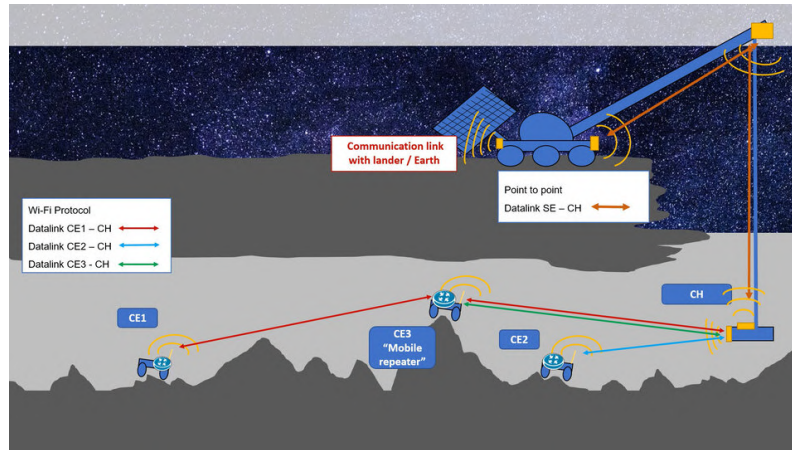 Communication link
with lander / Earth
Point to point
Datalink SE – CH
Wi-Fi Protocol
Datalink CE1 – CH
Datalink CE2 – CH
Datalink CE3 - CH
CE1
CE3
“Mobile
repeater”
CE2
CH